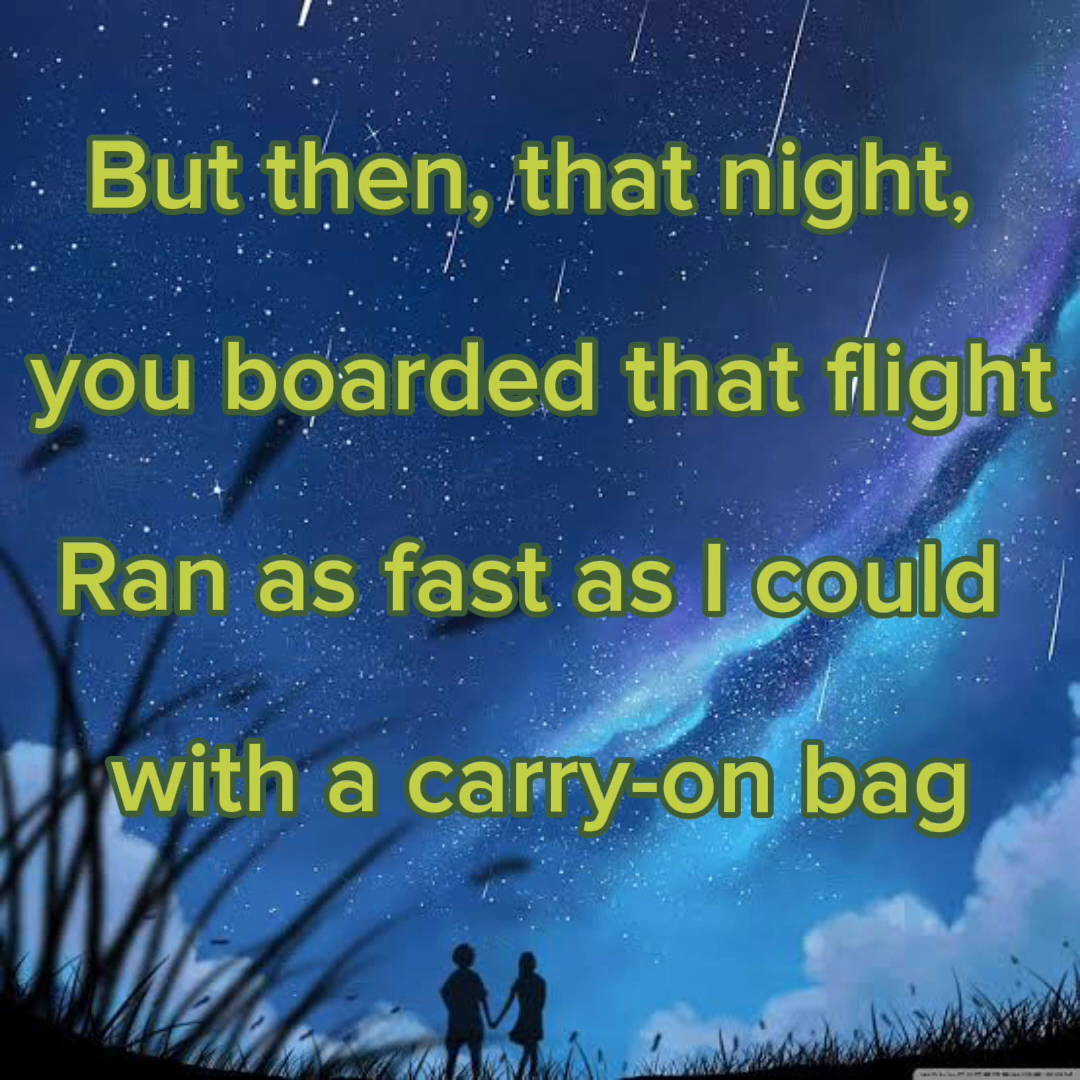 But then, that night,
you boarded that flight
Ran as fast as I could
with a carry-on bag